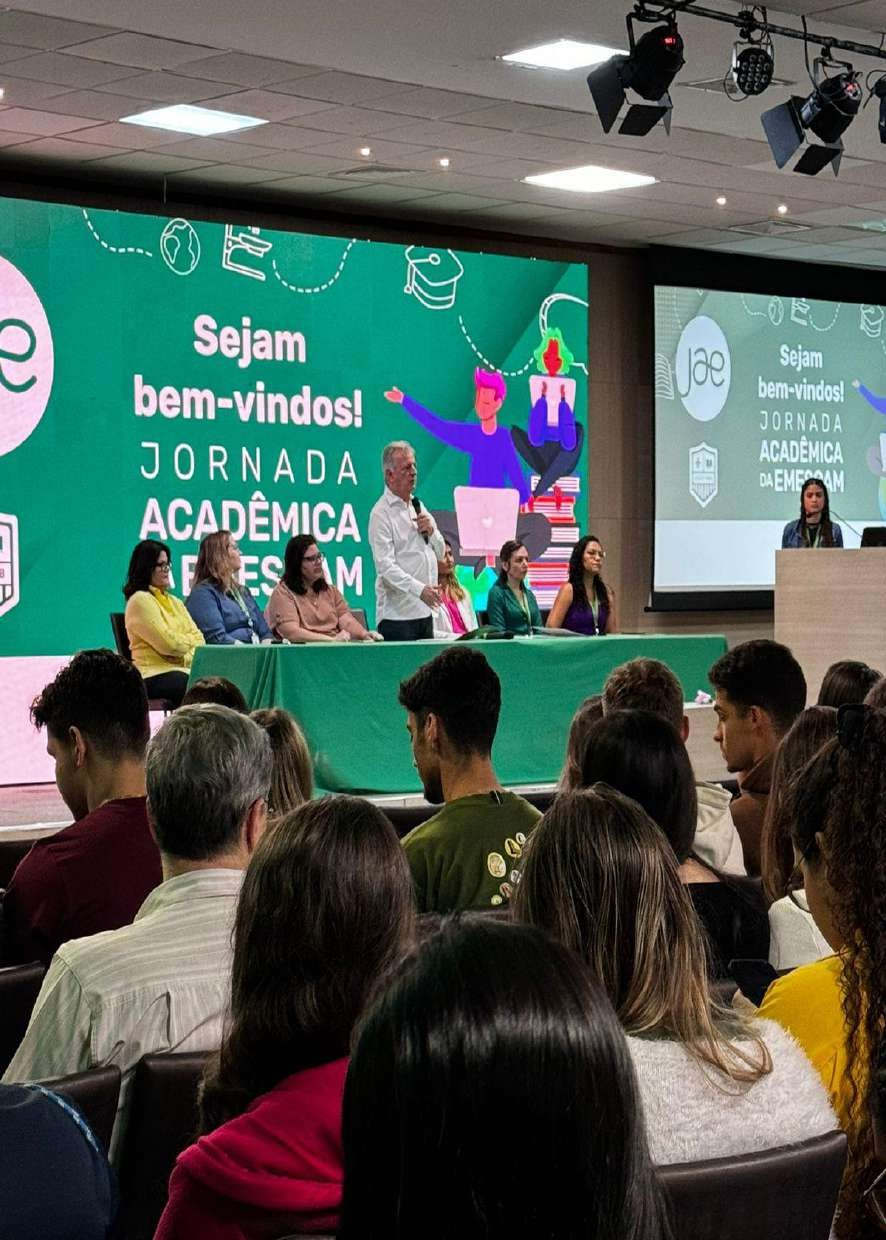 e
Sejam
bem-vindos!
JORNADA
ACADÊMICA
jae
Sejam
bem-vindos!
JORNADA
ACADÊMICA
DA EMESCAM